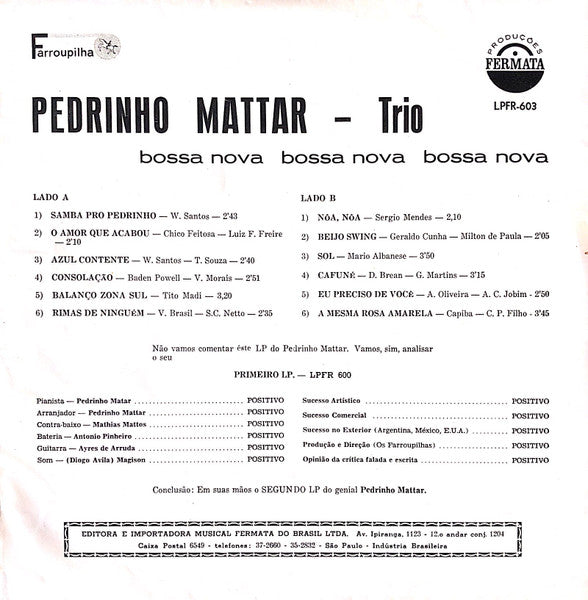 Farroupilha
PRODUÇÕES
FERMATA
LPFR-603
PEDRINHO MATTAR - Trio
bossa nova bossa nova bossa nova
LADO A
1) SAMBA PRO PEDRINHO — W. Santos — 2'43
2) O AMOR QUE ACABOU — Chico Feitosa — Luiz F. Freire
— 2'10
3) AZUL CONTENTE — W. Santos — T. Souza — 2'40
4) CONSOLAÇÃO — Baden Powell — V. Morais — 2'51
5) BALANÇO ZONA SUL — Tito Madi — 3,20
6) RIMAS DE NINGUÉM — V. Brasil — S.C. Netto — 2'35
LADO B
1) NÔA, NÔA — Sergio Mendes — 2,10
2) BEIJO SWING — Geraldo Cunha — Milton de Paula — 2'05
3) SOL — Mario Albanese — 3'50
4) CAFUNÉ — D. Brean — G. Martins — 3'15
5) EU PRECISO DE VOCÊ — A. Oliveira — A. C. Jobim - 2'50
6) A MESMA ROSA AMARELA — Capiba — C. P. Filho - 3'45
Não vamos comentar êste LP do Pedrinho Mattar. Vamos, sim, analisar
o seu
PRIMEIRO LP. — LPFR 600
Pianista — Pedrinho Matar ........ POSITIVO
Arranjador — Pedrinho Mattar ........ POSITIVO
Contra-baixo — Mathias Mattos ........ POSITIVO
Bateria — Antonio Pinheiro ........ POSITIVO
Guitarra — Ayres de Arruda ........ POSITIVO
Som — (Diogo Avila) Magison ........ POSITIVO
Sucesso Artístico ........ POSITIVO
Sucesso Comercial ........ POSITIVO
Sucesso no Exterior (Argentina, México, E.U.A.) ........ POSITIVO
Produção e Direção (Os Farroupilhas) ........ POSITIVO
Opinião da crítica falada e escrita ........ POSITIVO
Conclusão: Em suas mãos o SEGUNDO LP do genial Pedrinho Mattar.
EDITORA E IMPORTADORA MUSICAL FERMATA DO BRASIL LTDA. Av. Ipiranga, 1123 - 12.o andar conj. 1204
Caixa Postal 6549 - telefones: 37-2660 - 35-2832 - São Paulo - Indústria Brasileira